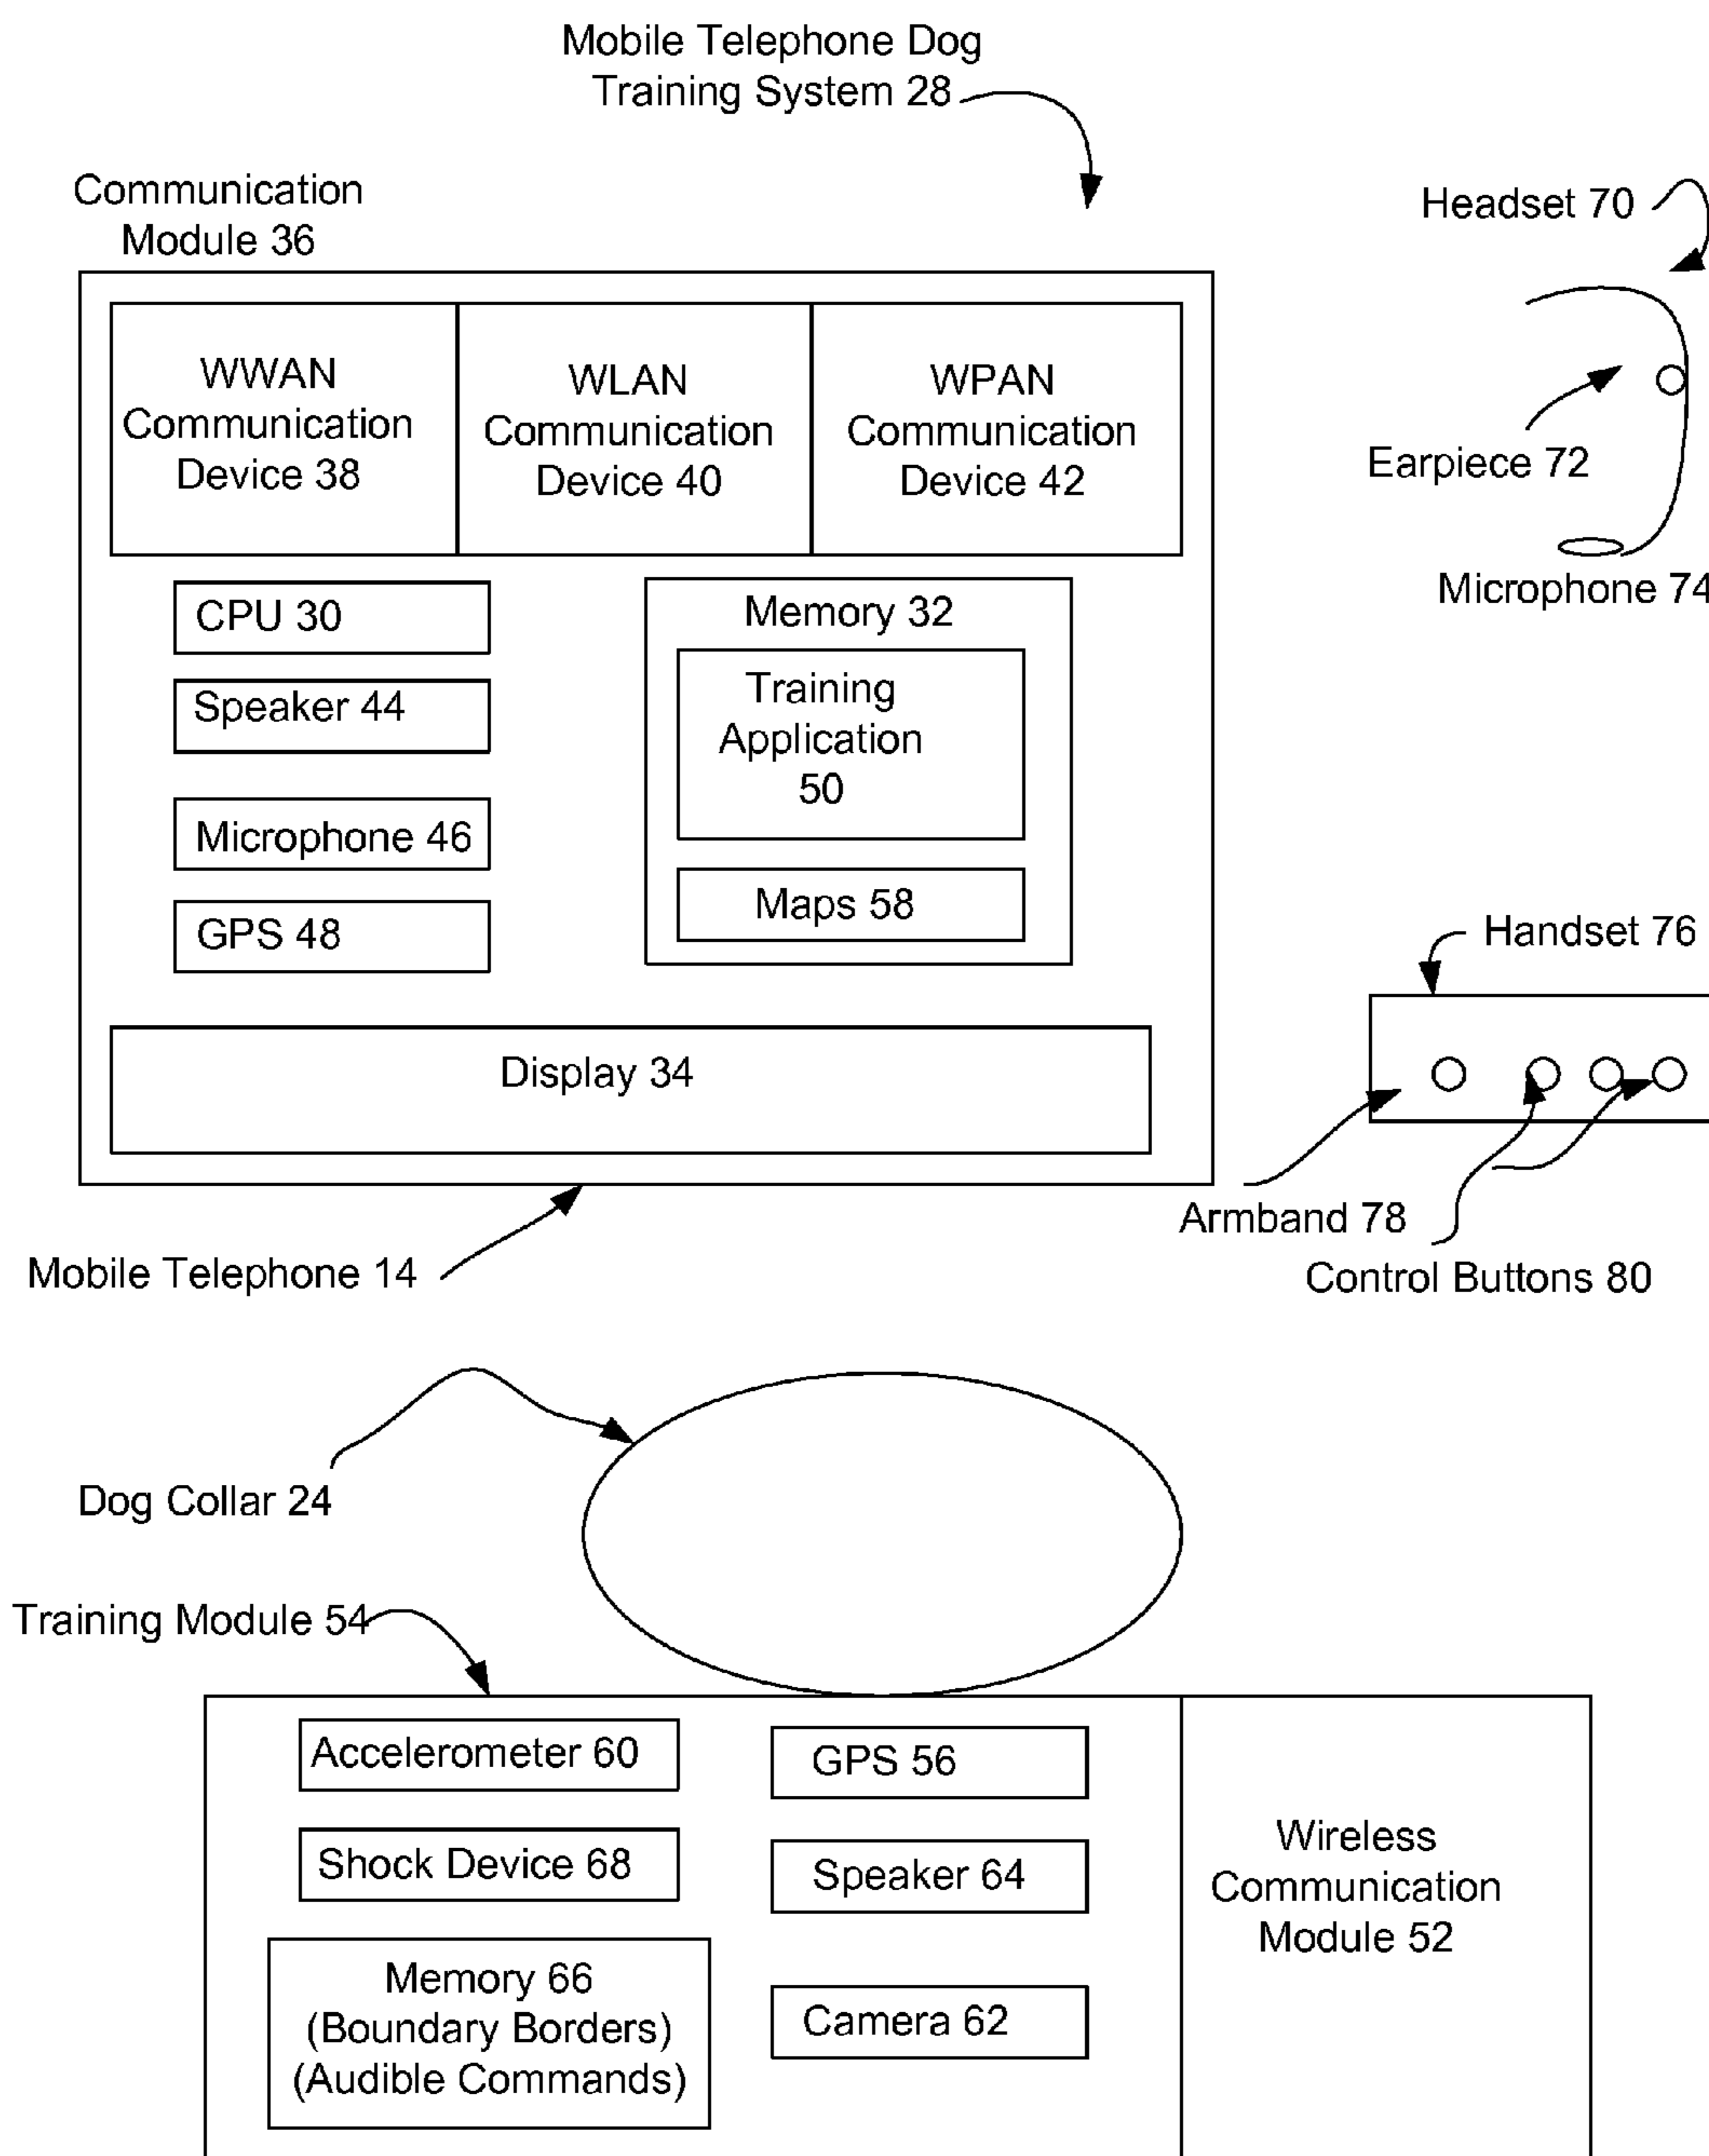 Mobile Telephone Dog
Training System 28
Communication
Module 36
Headset 70
WWAN
Communication
Device 38
WLAN
Communication
Device 40
WPAN
Communication
Device 42
Earpiece 72
Microphone 74
CPU 30
Speaker 44
Microphone 46
GPS 48
Memory 32
Training
Application
50
Maps 58
Handset 76
Display 34
Armband 78
Control Buttons 80
Mobile Telephone 14
Dog Collar 24
Training Module 54
Accelerometer 60
GPS 56
Shock Device 68
Speaker 64
Memory 66
(Boundary Borders)
(Audible Commands)
Camera 62
Wireless
Communication
Module 52